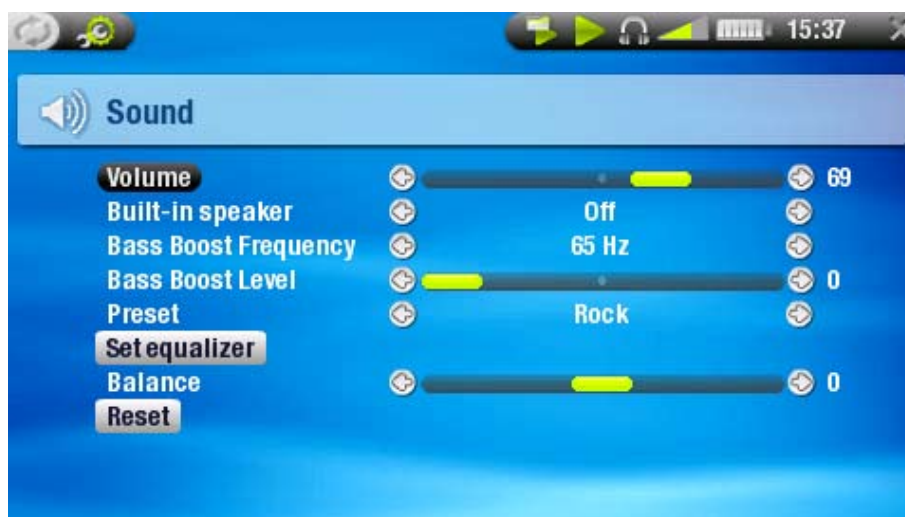 15:37
Sound
Volume 69
Built-in speaker Off
Bass Boost Frequency 65 Hz
Bass Boost Level 0
Preset Rock
Set equalizer
Balance 0
Reset